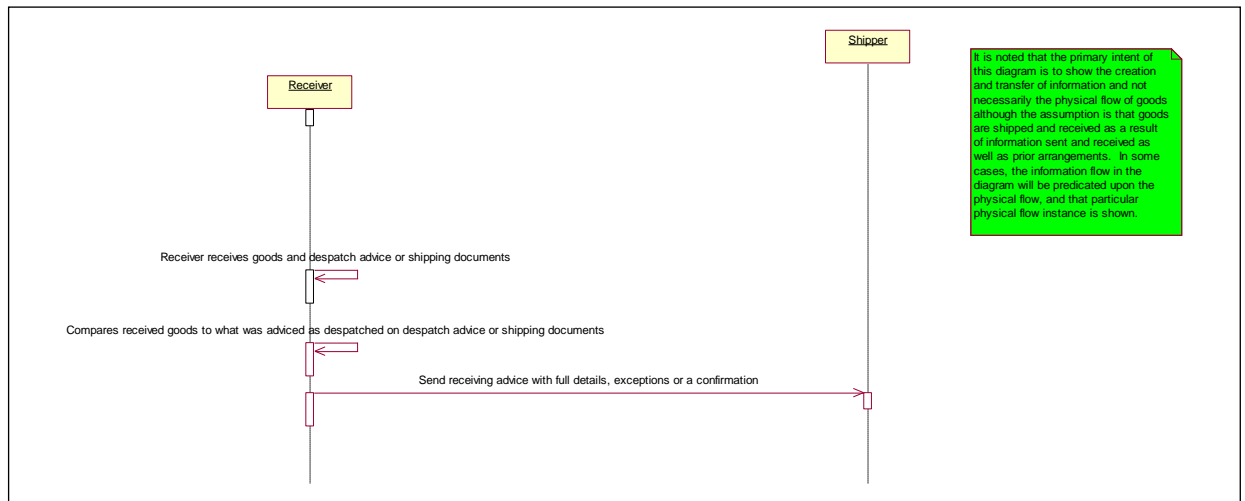 Shipper
Receiver
It is noted that the primary intent of
this diagram is to show the creation
and transfer of information and not
necessarily the physical flow of goods
although the assumption is that goods
are shipped and received as a result
of information sent and received as
well as prior arrangements.  In some
cases, the information flow in the
diagram will be predicated upon the
physical flow, and that particular
physical flow instance is shown.
Receiver receives goods and despatch advice or shipping documents
Compares received goods to what was adviced as despatched on despatch advice or shipping documents
Send receiving advice with full details, exceptions or a confirmation